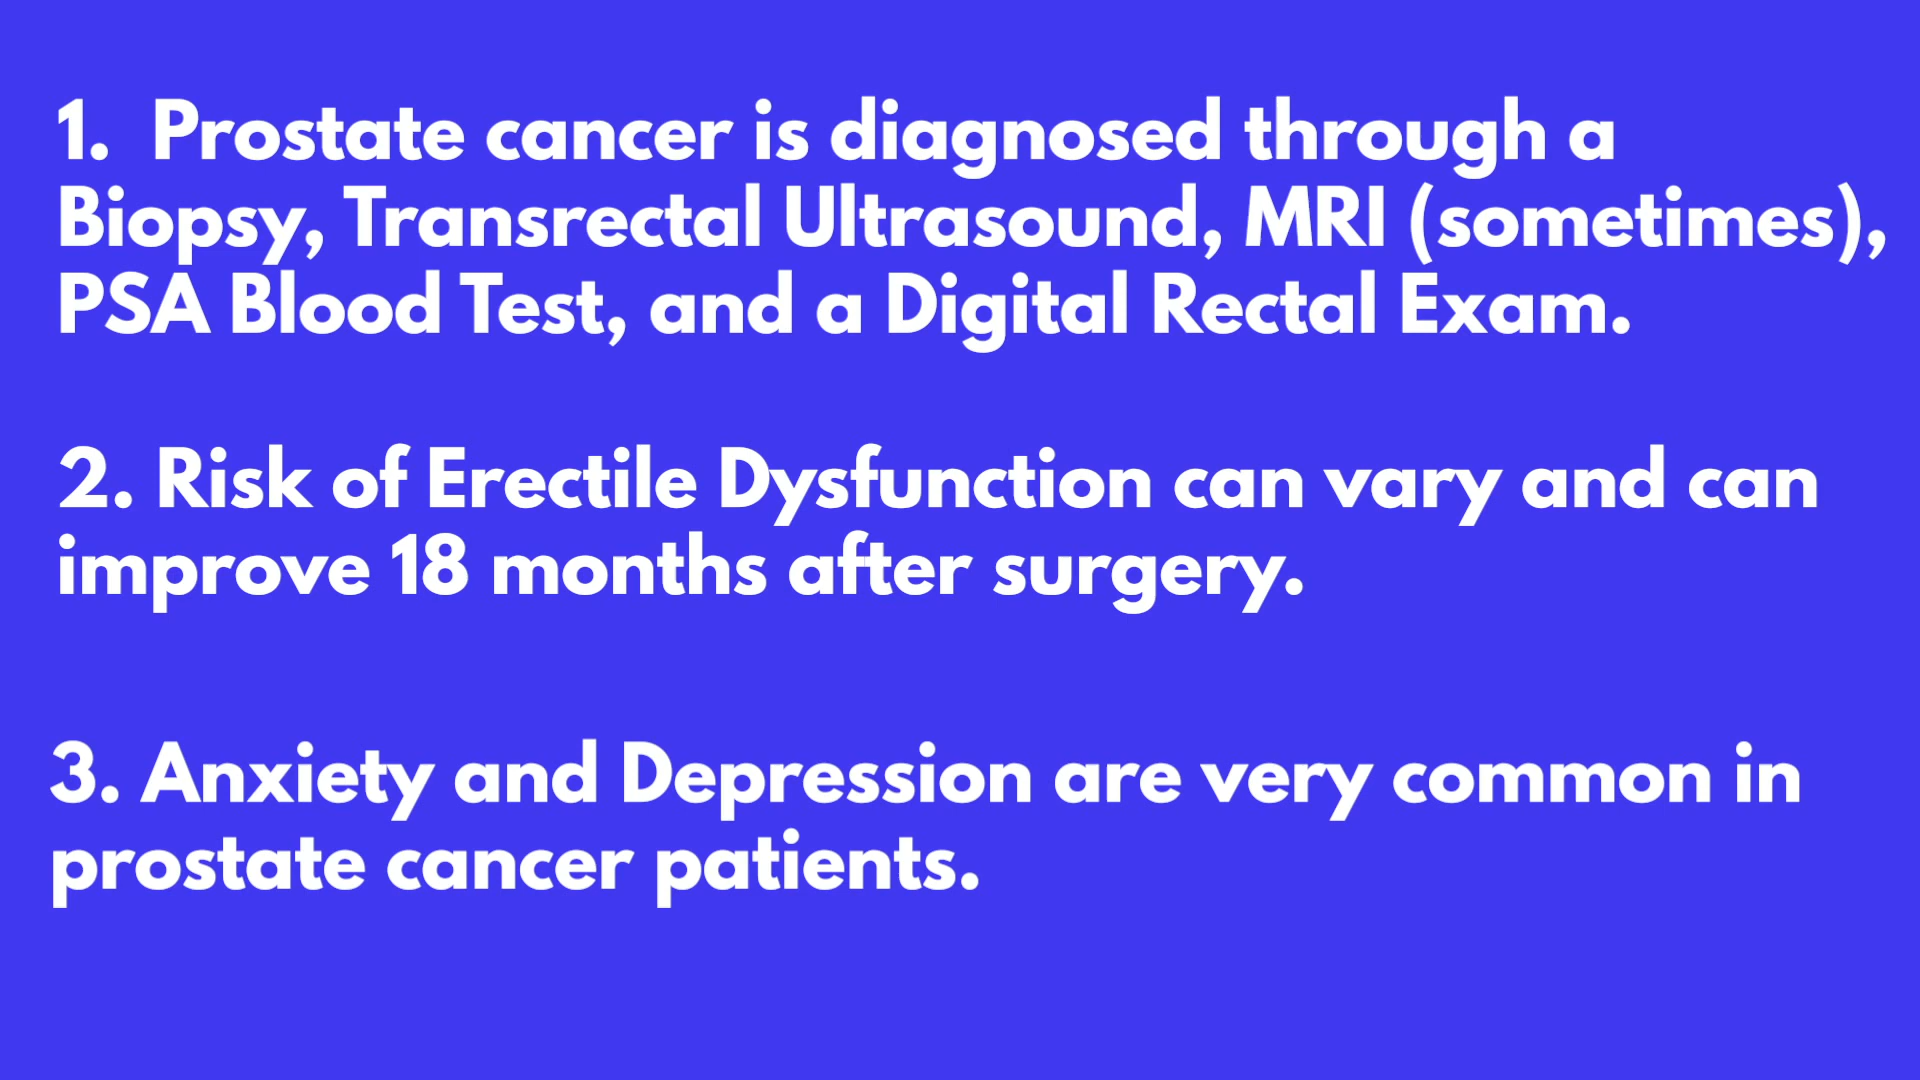 1.  Prostate cancer is diagnosed through a
Biopsy, Transrectal Ultrasound, MRI (sometimes),
PSA Blood Test, and a Digital Rectal Exam.
2. Risk of Erectile Dysfunction can vary and can
improve 18 months after surgery.
3. Anxiety and Depression are very common in
prostate cancer patients.